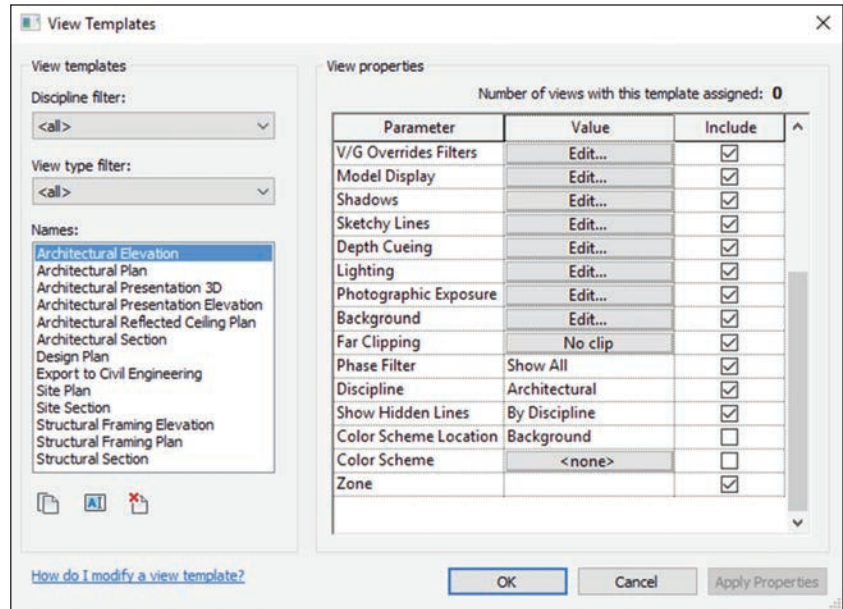 View Templates
View templates
Discipline filter:
<all>
View type filter:
<all>
Names:
Architectural Elevation
Architectural Plan
Architectural Presentation 3D
Architectural Presentation Elevation
Architectural Reflected Ceiling Plan
Architectural Section
Design Plan
Export to Civil Engineering
Site Plan
Site Section
Structural Framing Elevation
Structural Framing Plan
Structural Section
AI
How do I modify a view template?
View properties
Number of views with this template assigned: 0
Parameter Value Include
V/G Overrides Filters Edit...
Model Display Edit...
Shadows Edit...
Sketchy Lines Edit...
Depth Cueing Edit...
Lighting Edit...
Photographic Exposure Edit...
Background Edit...
Far Clipping No clip
Phase Filter Show All
Discipline Architectural
Show Hidden Lines By Discipline
Color Scheme Location Background
Color Scheme <none>
Zone
OK Cancel Apply Properties